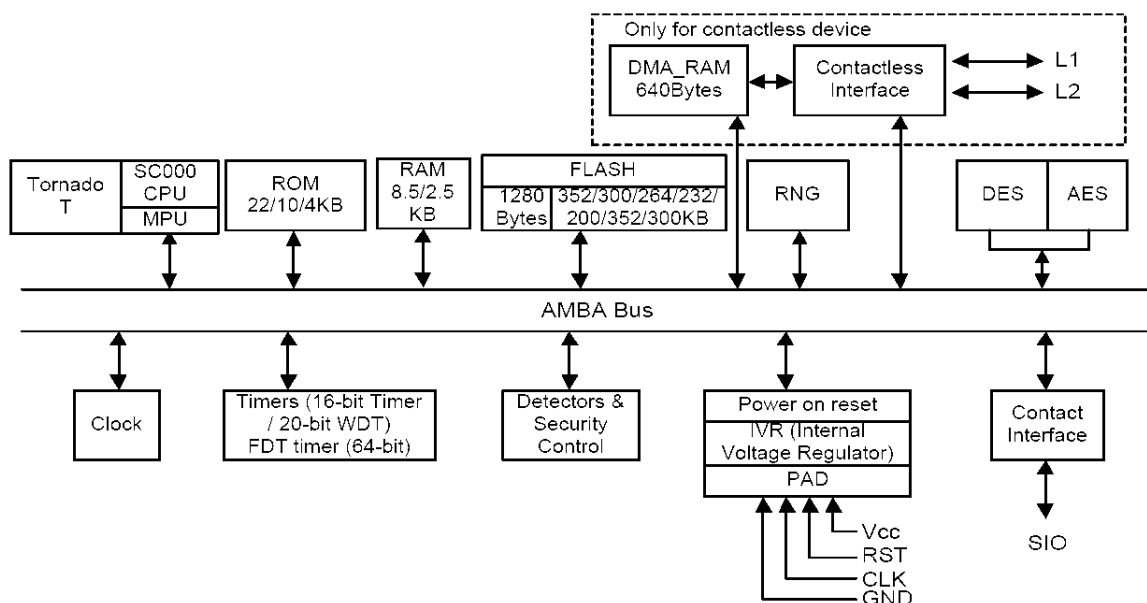 Only for contactless device
DMA_RAM
640Bytes
Contactless
Interface
L1
L2
Tornado
T
SC000
CPU
MPU
ROM
22/10/4KB
RAM
8.5/2.5
KB
FLASH
1280
Bytes
352/300/264/232/
200/352/300KB
RNG
DES
AES
AMBA Bus
Clock
Timers (16-bit Timer
/ 20-bit WDT)
FDT timer (64-bit)
Detectors &
Security
Control
Power on reset
IVR (Internal
Voltage Regulator)
PAD
Contact
Interface
Vcc
RST
CLK
GND
SIO